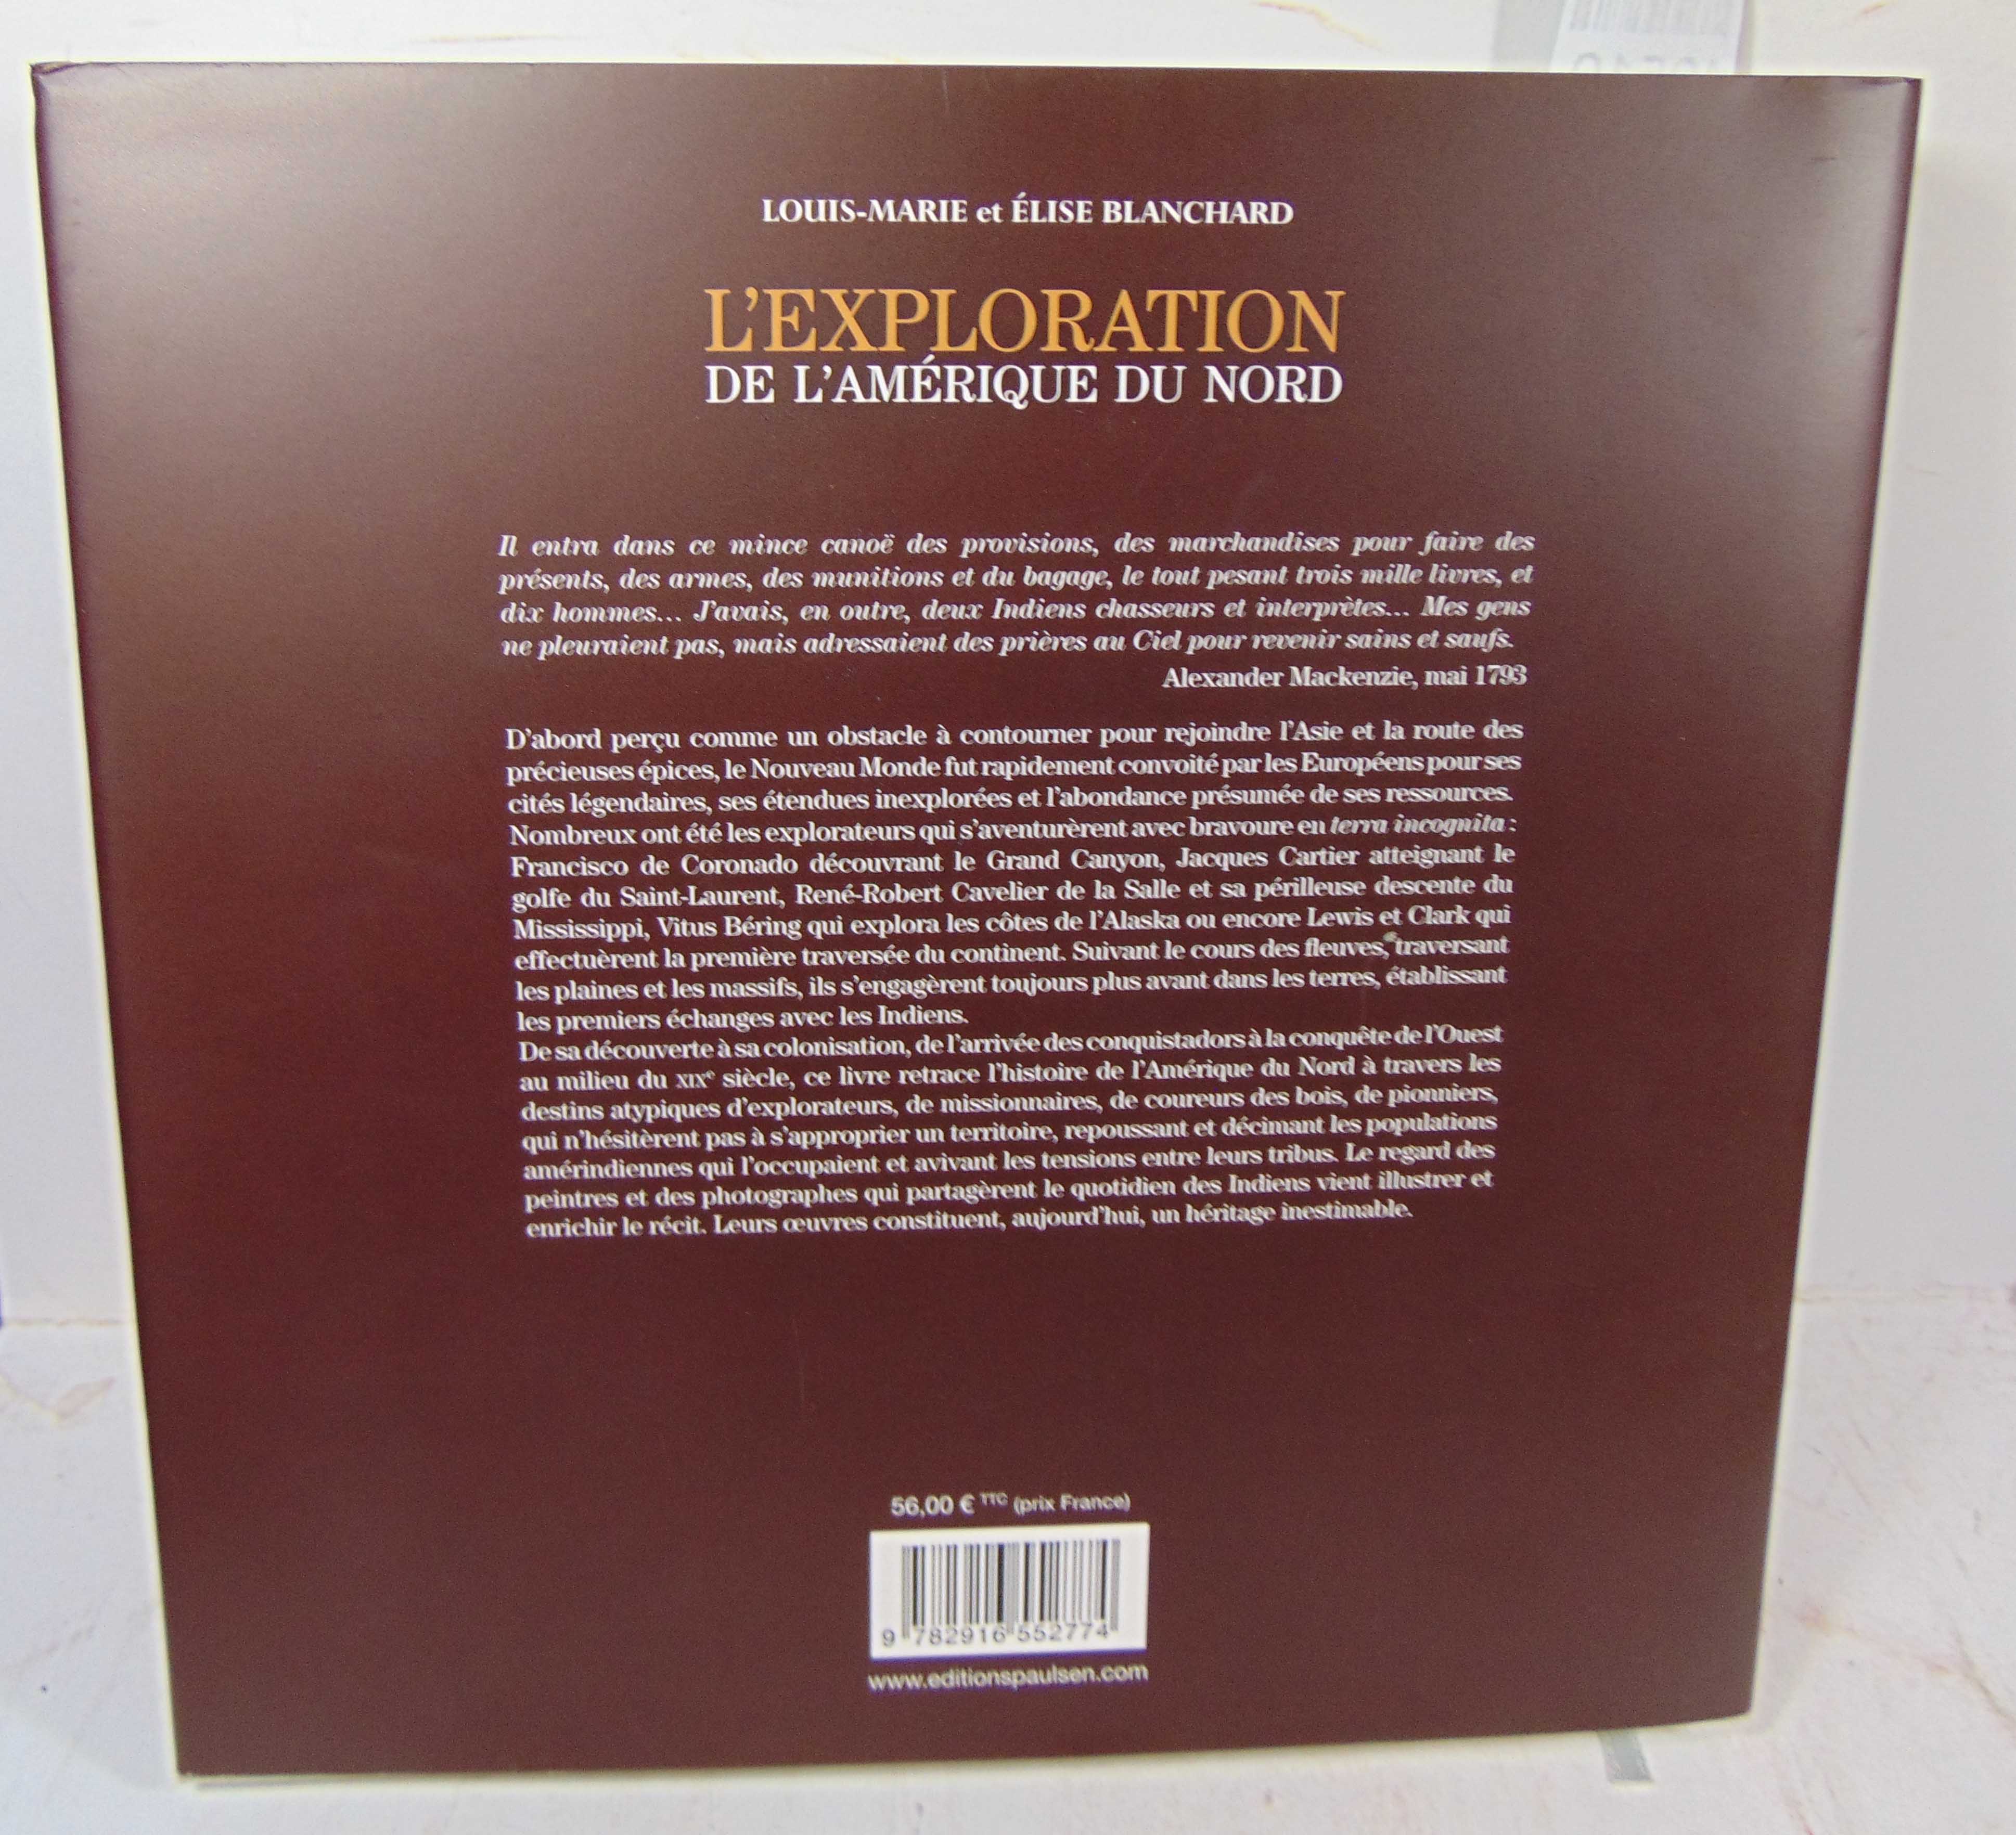 LOUIS-MARIE et ÉLISE BLANCHARD
L'EXPLORATION
DE L'AMÉRIQUE DU NORD
Il entra dans ce mince canoë des provisions, des marchandises pour faire des
présents, des armes, des munitions et du bagage, le tout pesant trois mille livres, et
dix hommes... J'avais, en outre, deux Indiens chasseurs et interprètes... Mes gens
ne pleuraient pas, mais adressaient des prières au Ciel pour revenir sains et saufs.
Alexander Mackenzie, mai 1793
D'abord perçu comme un obstacle à contourner pour rejoindre l'Asie et la route des
précieuses épices, le Nouveau Monde fut rapidement convoité par les Européens pour ses
cités légendaires, ses étendues inexplorées et l'abondance présumée de ses ressources.
Nombreux ont été les explorateurs qui s'aventurèrent avec bravoure en terra incognita :
Francisco de Coronado découvrant le Grand Canyon, Jacques Cartier atteignant le
golfe du Saint-Laurent, René-Robert Cavelier de la Salle et sa périlleuse descente du
Mississippi, Vitus Béring qui explora les côtes de l'Alaska ou encore Lewis et Clark qui
effectuèrent la première traversée du continent. Suivant le cours des fleuves, traversant
les plaines et les massifs, ils s'engagèrent toujours plus avant dans les terres, établissant
les premiers échanges avec les Indiens.
De sa découverte à sa colonisation, de l'arrivée des conquistadors à la conquête de l'Ouest
au milieu du XIXe siècle, ce livre retrace l'histoire de l'Amérique du Nord à travers les
destins atypiques d'explorateurs, de missionnaires, de coureurs des bois, de pionniers,
qui n'hésitèrent pas à s'approprier un territoire, repoussant et décimant les populations
amérindiennes qui l'occupaient et avivant les tensions entre leurs tribus. Le regard des
peintres et des photographes qui partagèrent le quotidien des Indiens vient illustrer et
enrichir le récit. Leurs œuvres constituent, aujourd'hui, un héritage inestimable.
56,00 € TTC (prix France)
9 782916 552774
www.editionspaulsen.com